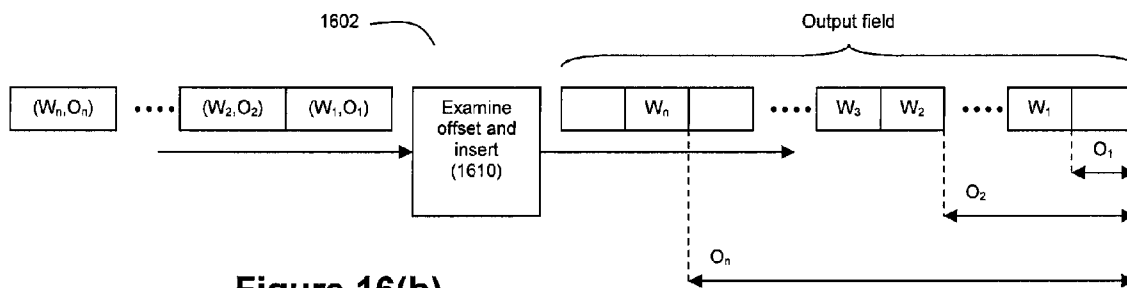 1602
Output field
(Wn,On) (W2,O2) (W1,O1)
Examine
offset and
insert
(1610)
Wn W3 W2 W1
O1
O2
On
Figure 16(b)